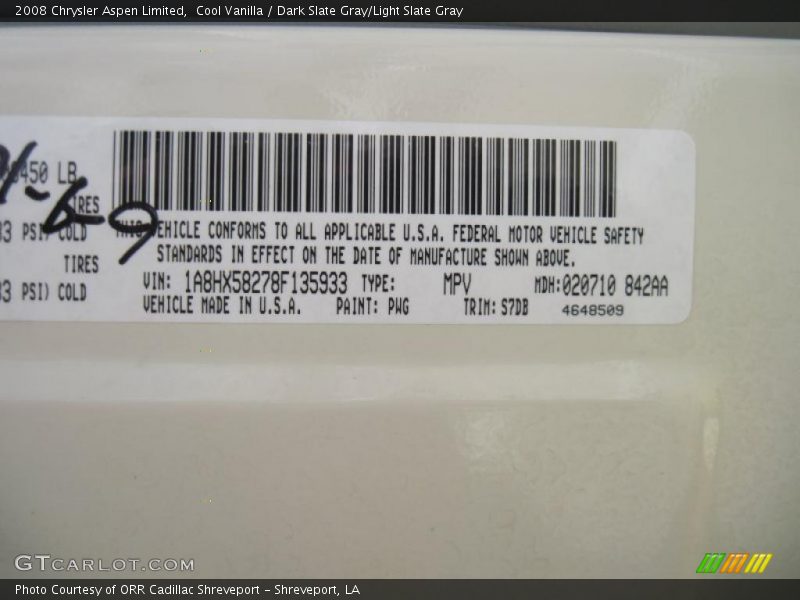 2008 Chrysler Aspen Limited,  Cool Vanilla / Dark Slate Gray/Light Slate Gray
450 LB
TIRES
PSI) COLD
TIRES
33 PSI) COLD
-69
THIS VEHICLE CONFORMS TO ALL APPLICABLE U.S.A. FEDERAL MOTOR VEHICLE SAFETY
STANDARDS IN EFFECT ON THE DATE OF MANUFACTURE SHOWN ABOVE.
VIN: 1A8HX58278F135933 TYPE: MPV MDH:020710 842AA
VEHICLE MADE IN U.S.A. PAINT: PWG TRIM: S7DB 4648509
GTCARLOT.COM
Photo Courtesy of ORR Cadillac Shreveport - Shreveport, LA